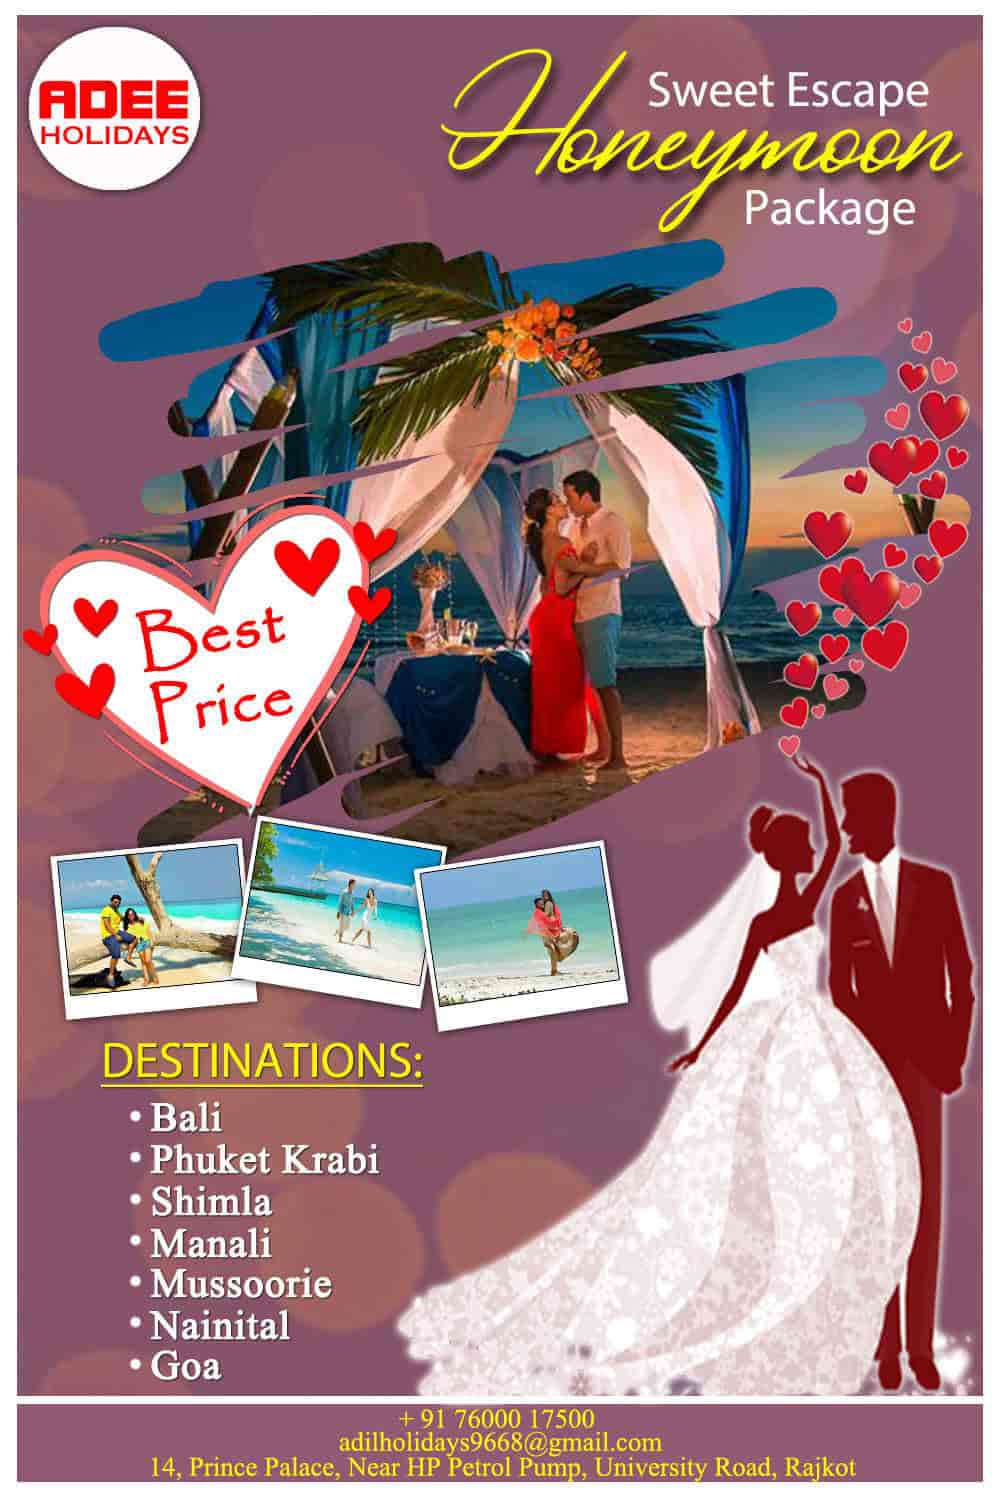 ADEE
HOLIDAYS
Sweet Escape
Honeymoon
Package
Best
Price
DESTINATIONS:
• Bali
• Phuket Krabi
• Shimla
• Manali
• Mussoorie
• Nainital
• Goa
+ 91 76000 17500
adilholidays9668@gmail.com
14, Prince Palace, Near HP Petrol Pump, University Road, Rajkot